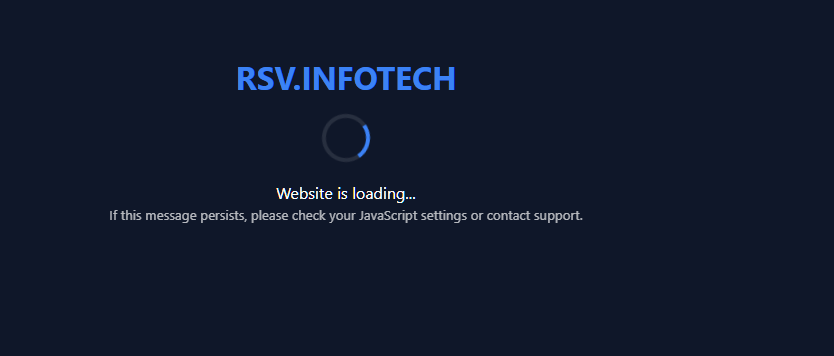 RSV.INFOTECH
Website is loading...
If this message persists, please check your JavaScript settings or contact support.